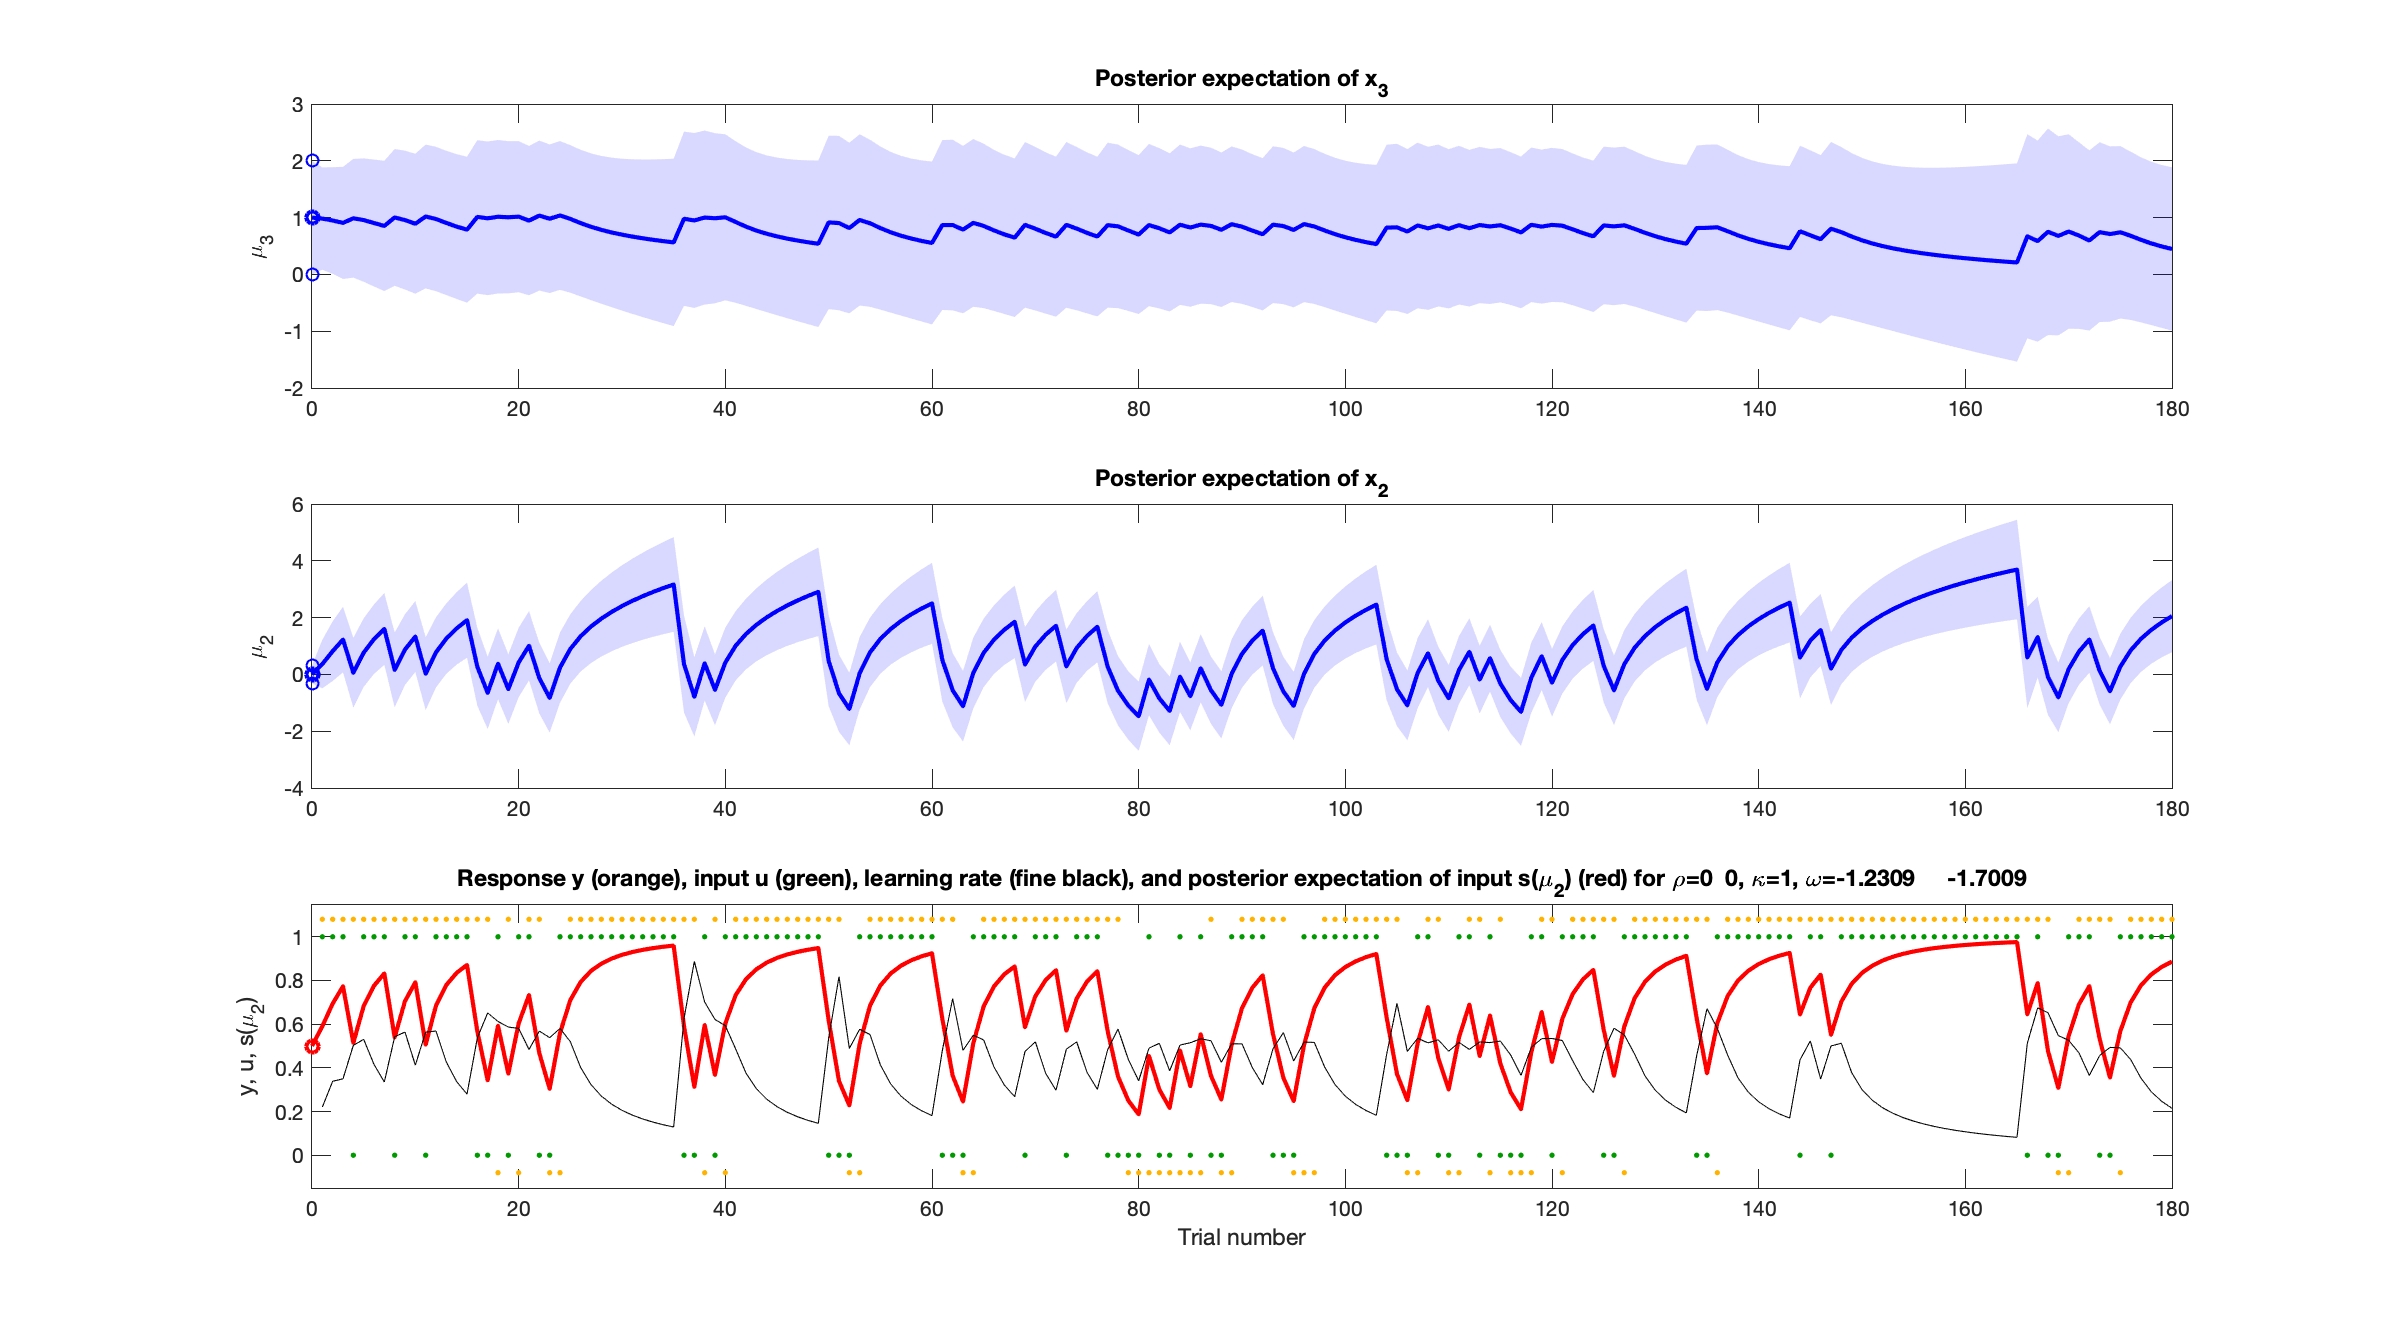 Posterior expectation of x3
3
2
1
0
-1
-2
μ3
0 20 40 60 80 100 120 140 160 180
Posterior expectation of x2
6
4
2
0
-2
-4
μ2
0 20 40 60 80 100 120 140 160 180
Response y (orange), input u (green), learning rate (fine black), and posterior expectation of input s(μ2) (red) for ρ=0 0, κ=1, ω=-1.2309 -1.7009
1
0.8
0.6
0.4
0.2
0
y, u, s(μ2)
0 20 40 60 80 100 120 140 160 180
Trial number